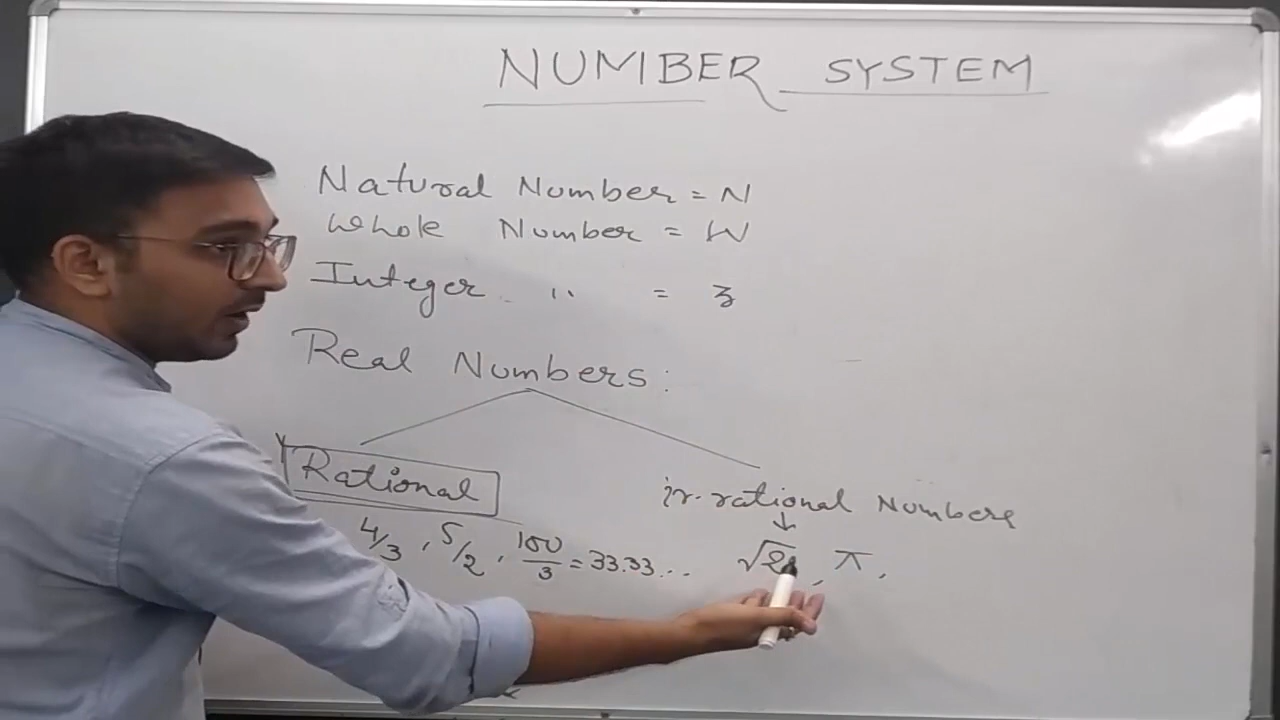 NUMBER SYSTEM
Natural Number = N
Whole Number = W
Integer " = z
Real Numbers:
Rational
ir-rational Numbers
4/3, 5/2, 100/3 = 33.33... √2, π,